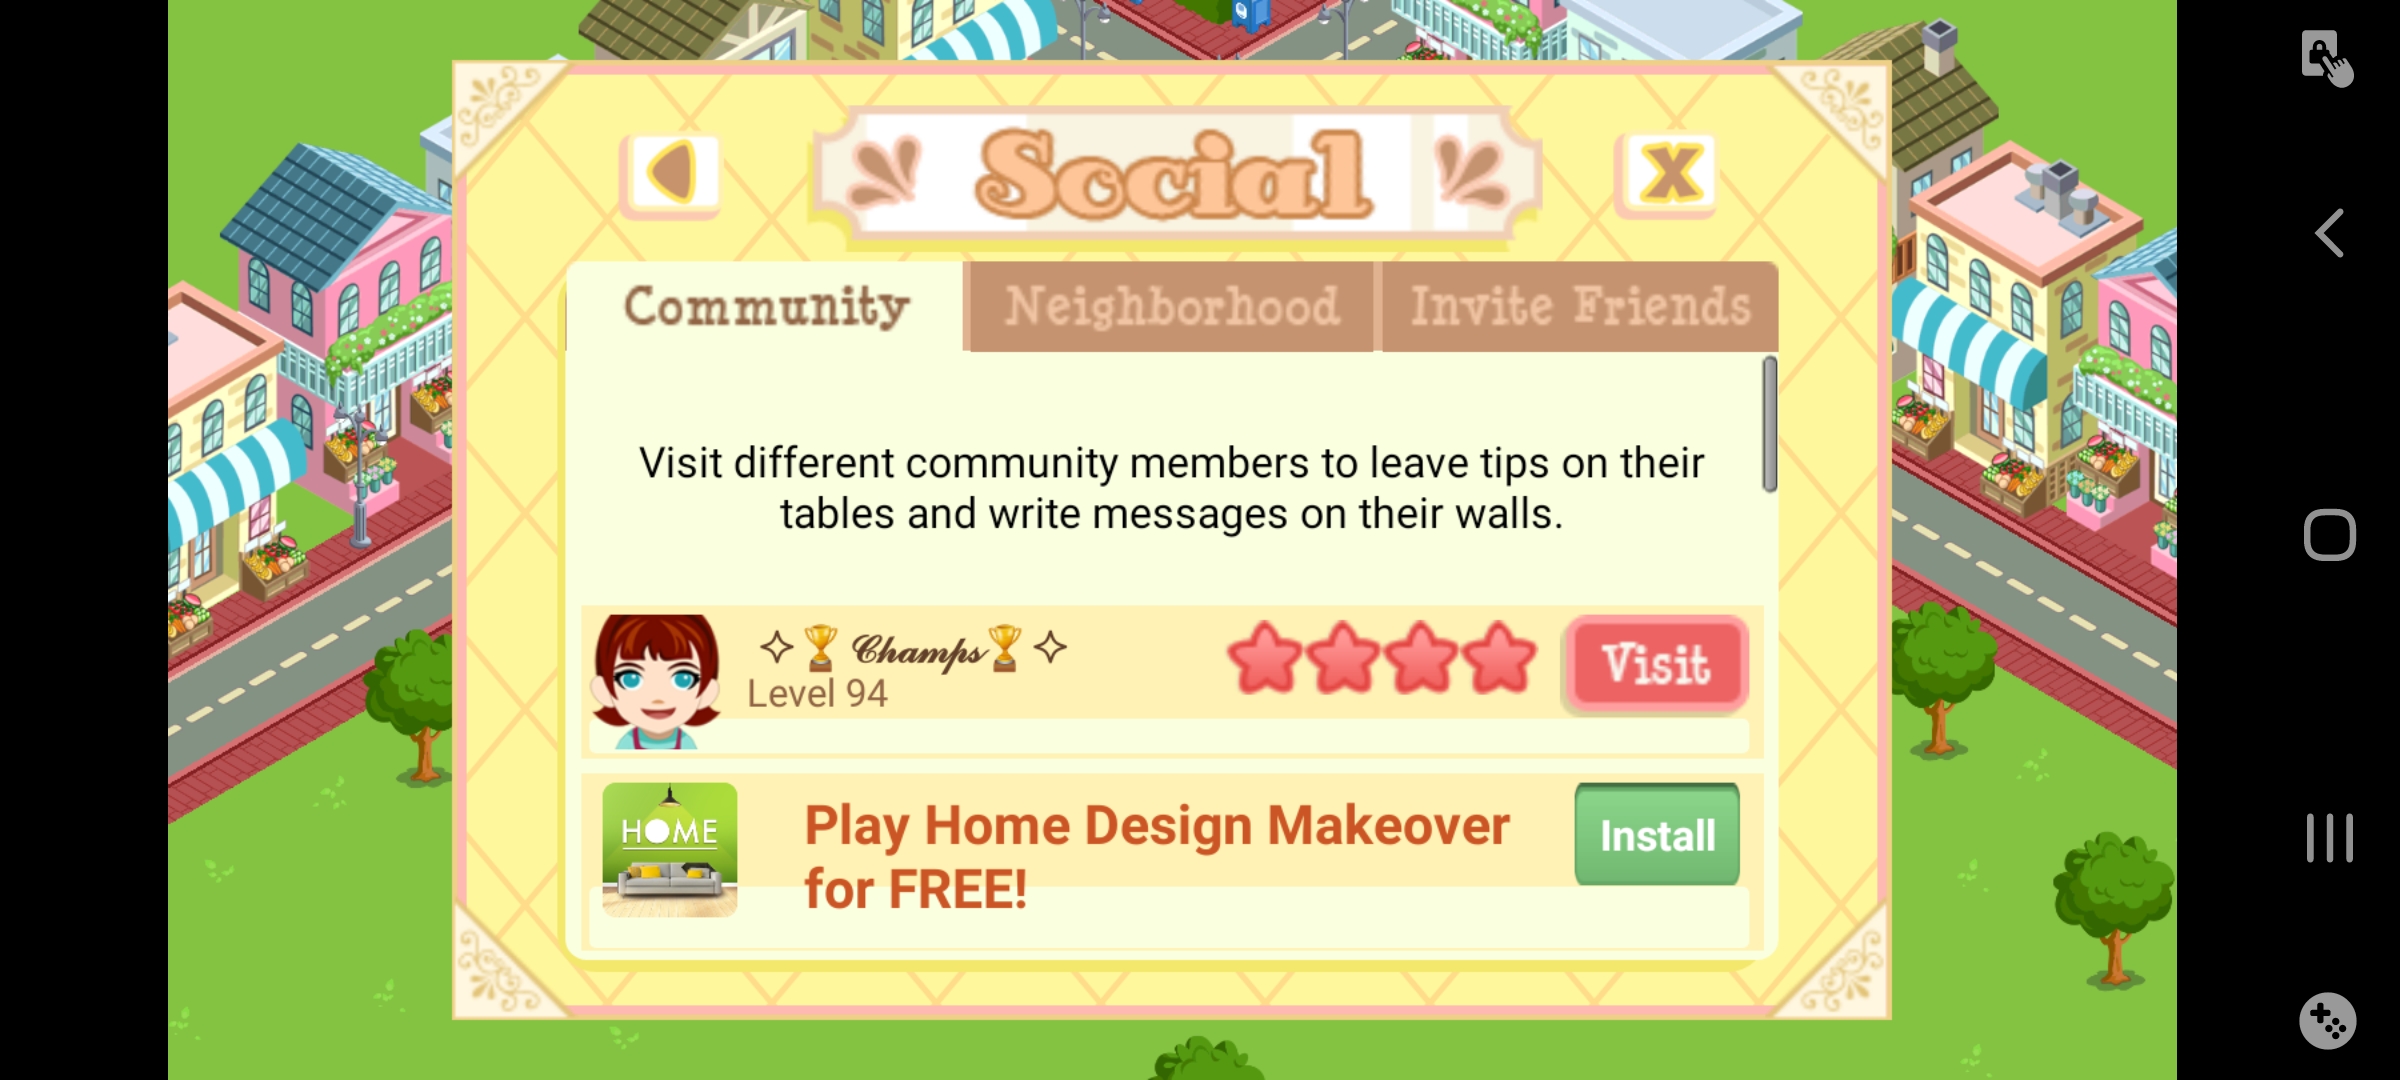 Social
Community
Neighborhood
Invite Friends
Visit different community members to leave tips on their
tables and write messages on their walls.
✧🏆𝓒𝓱𝓪𝓶𝓹𝓼🏆✧
Level 94
Visit
HOME
Play Home Design Makeover
for FREE!
Install